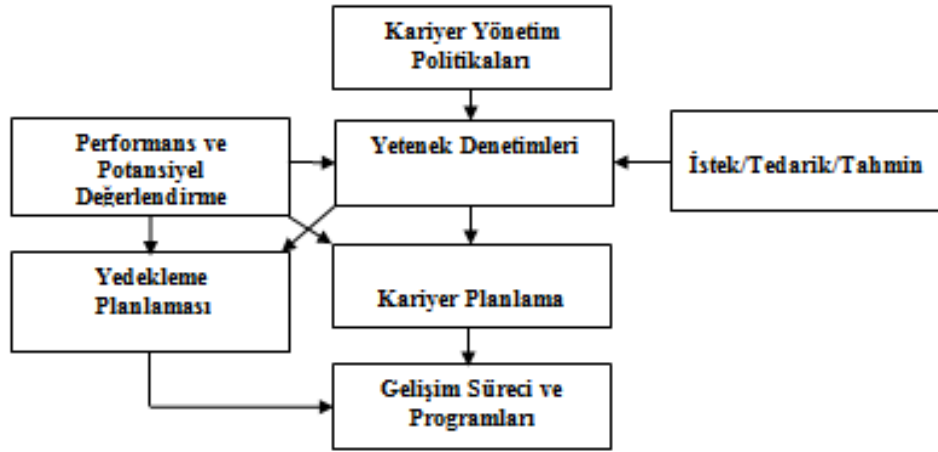 Kariyer Yönetim
Politikaları
Performans ve
Potansiyel
Değerlendirme
Yetenek Denetimleri
İstek/Tedarik/Tahmin
Yedekleme
Planlaması
Kariyer Planlama
Gelişim Süreci ve
Programları